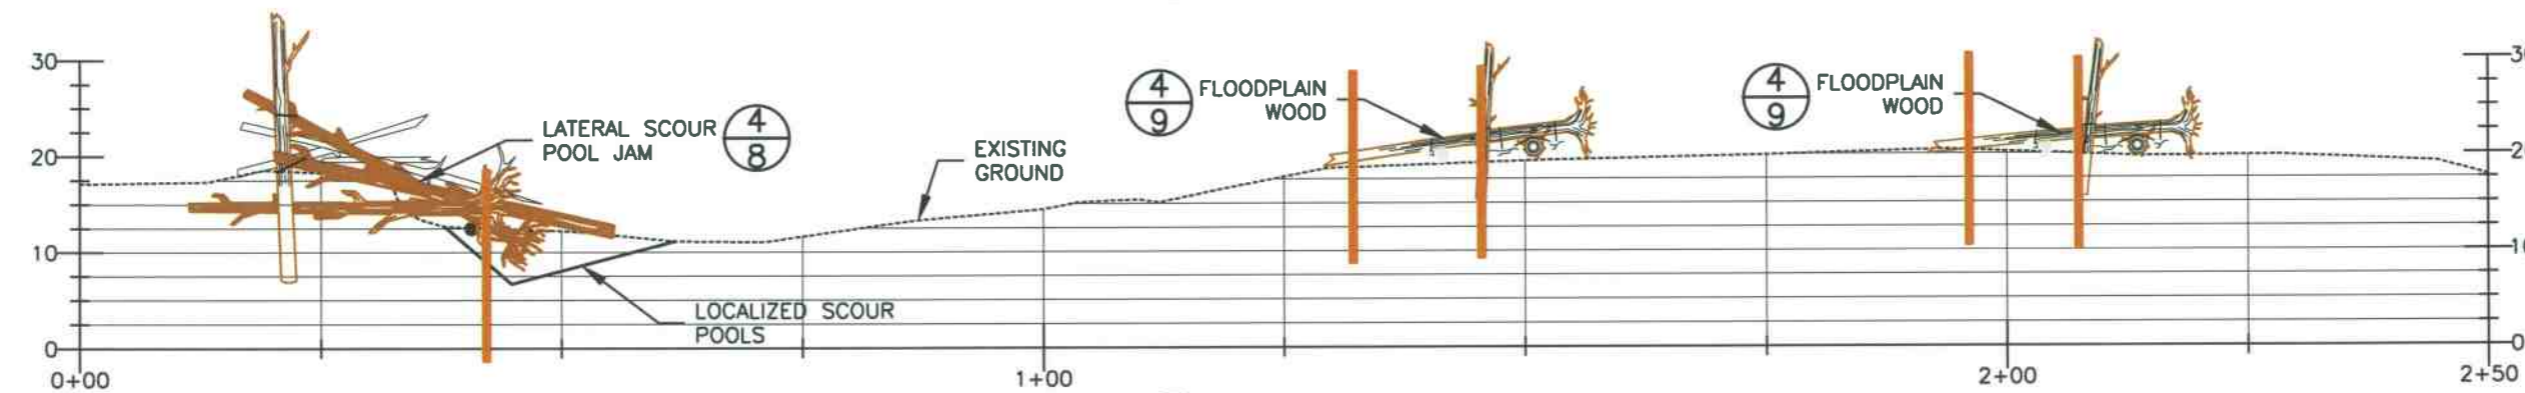 30
20
10
0
LATERAL SCOUR
POOL JAM
4
8
EXISTING
GROUND
LOCALIZED SCOUR
POOLS
4
9
FLOODPLAIN
WOOD
4
9
FLOODPLAIN
WOOD
0+00
1+00
2+00
2+50